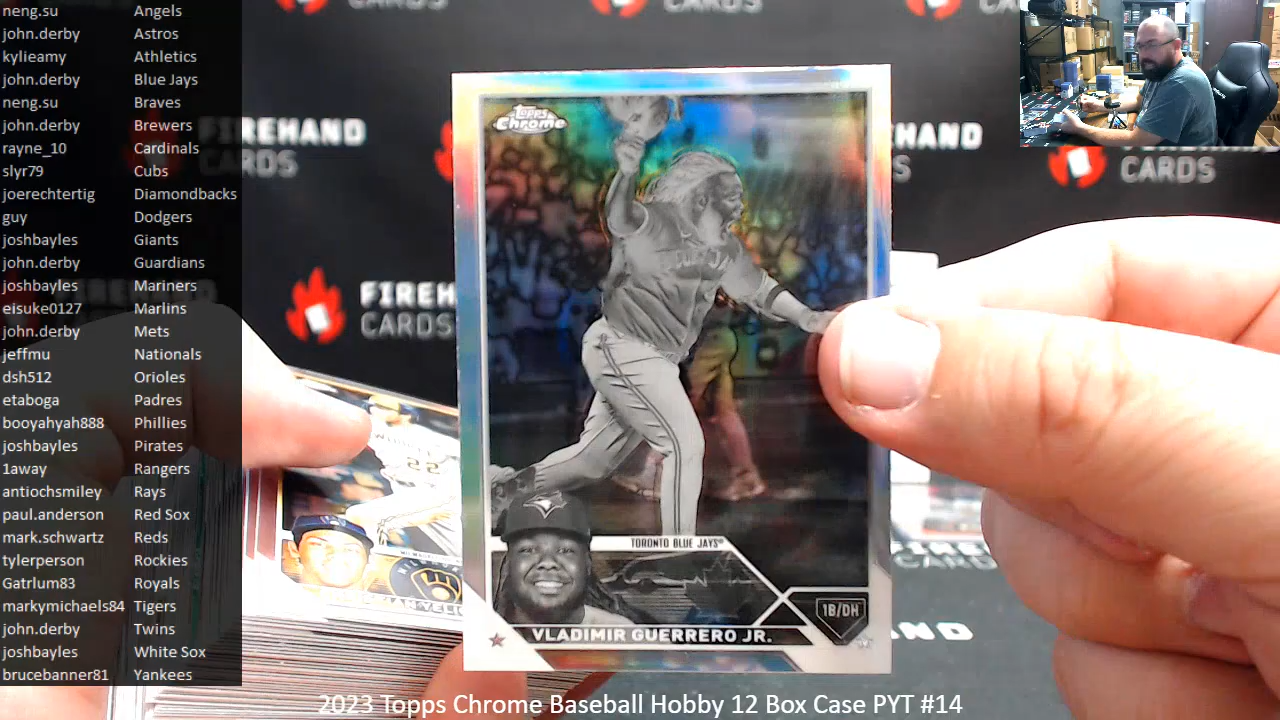 neng.su Angels
john.derby Astros
kylieamy Athletics
john.derby Blue Jays
neng.su Braves
john.derby Brewers
rayne_10 Cardinals
slyr79 Cubs
joerechtertig Diamondbacks
guy Dodgers
joshbayles Giants
john.derby Guardians
joshbayles Mariners
eisuke0127 Marlins
john.derby Mets
jeffmu Nationals
dsh512 Orioles
etaboga Padres
booyahyah888 Phillies
joshbayles Pirates
1away Rangers
antiochsmiley Rays
paul.anderson Red Sox
mark.schwartz Reds
tylerperson Rockies
Gatrlum83 Royals
markymichaels84 Tigers
john.derby Twins
joshbayles White Sox
brucebanner81 Yankees
FIREHAND
CARDS
CARDS
FIREH
CARDS
Topps
Chrome
TORONTO BLUE JAYS
1B/DH
VLADIMIR GUERRERO JR.
22
2023 Topps Chrome Baseball Hobby 12 Box Case PYT #14